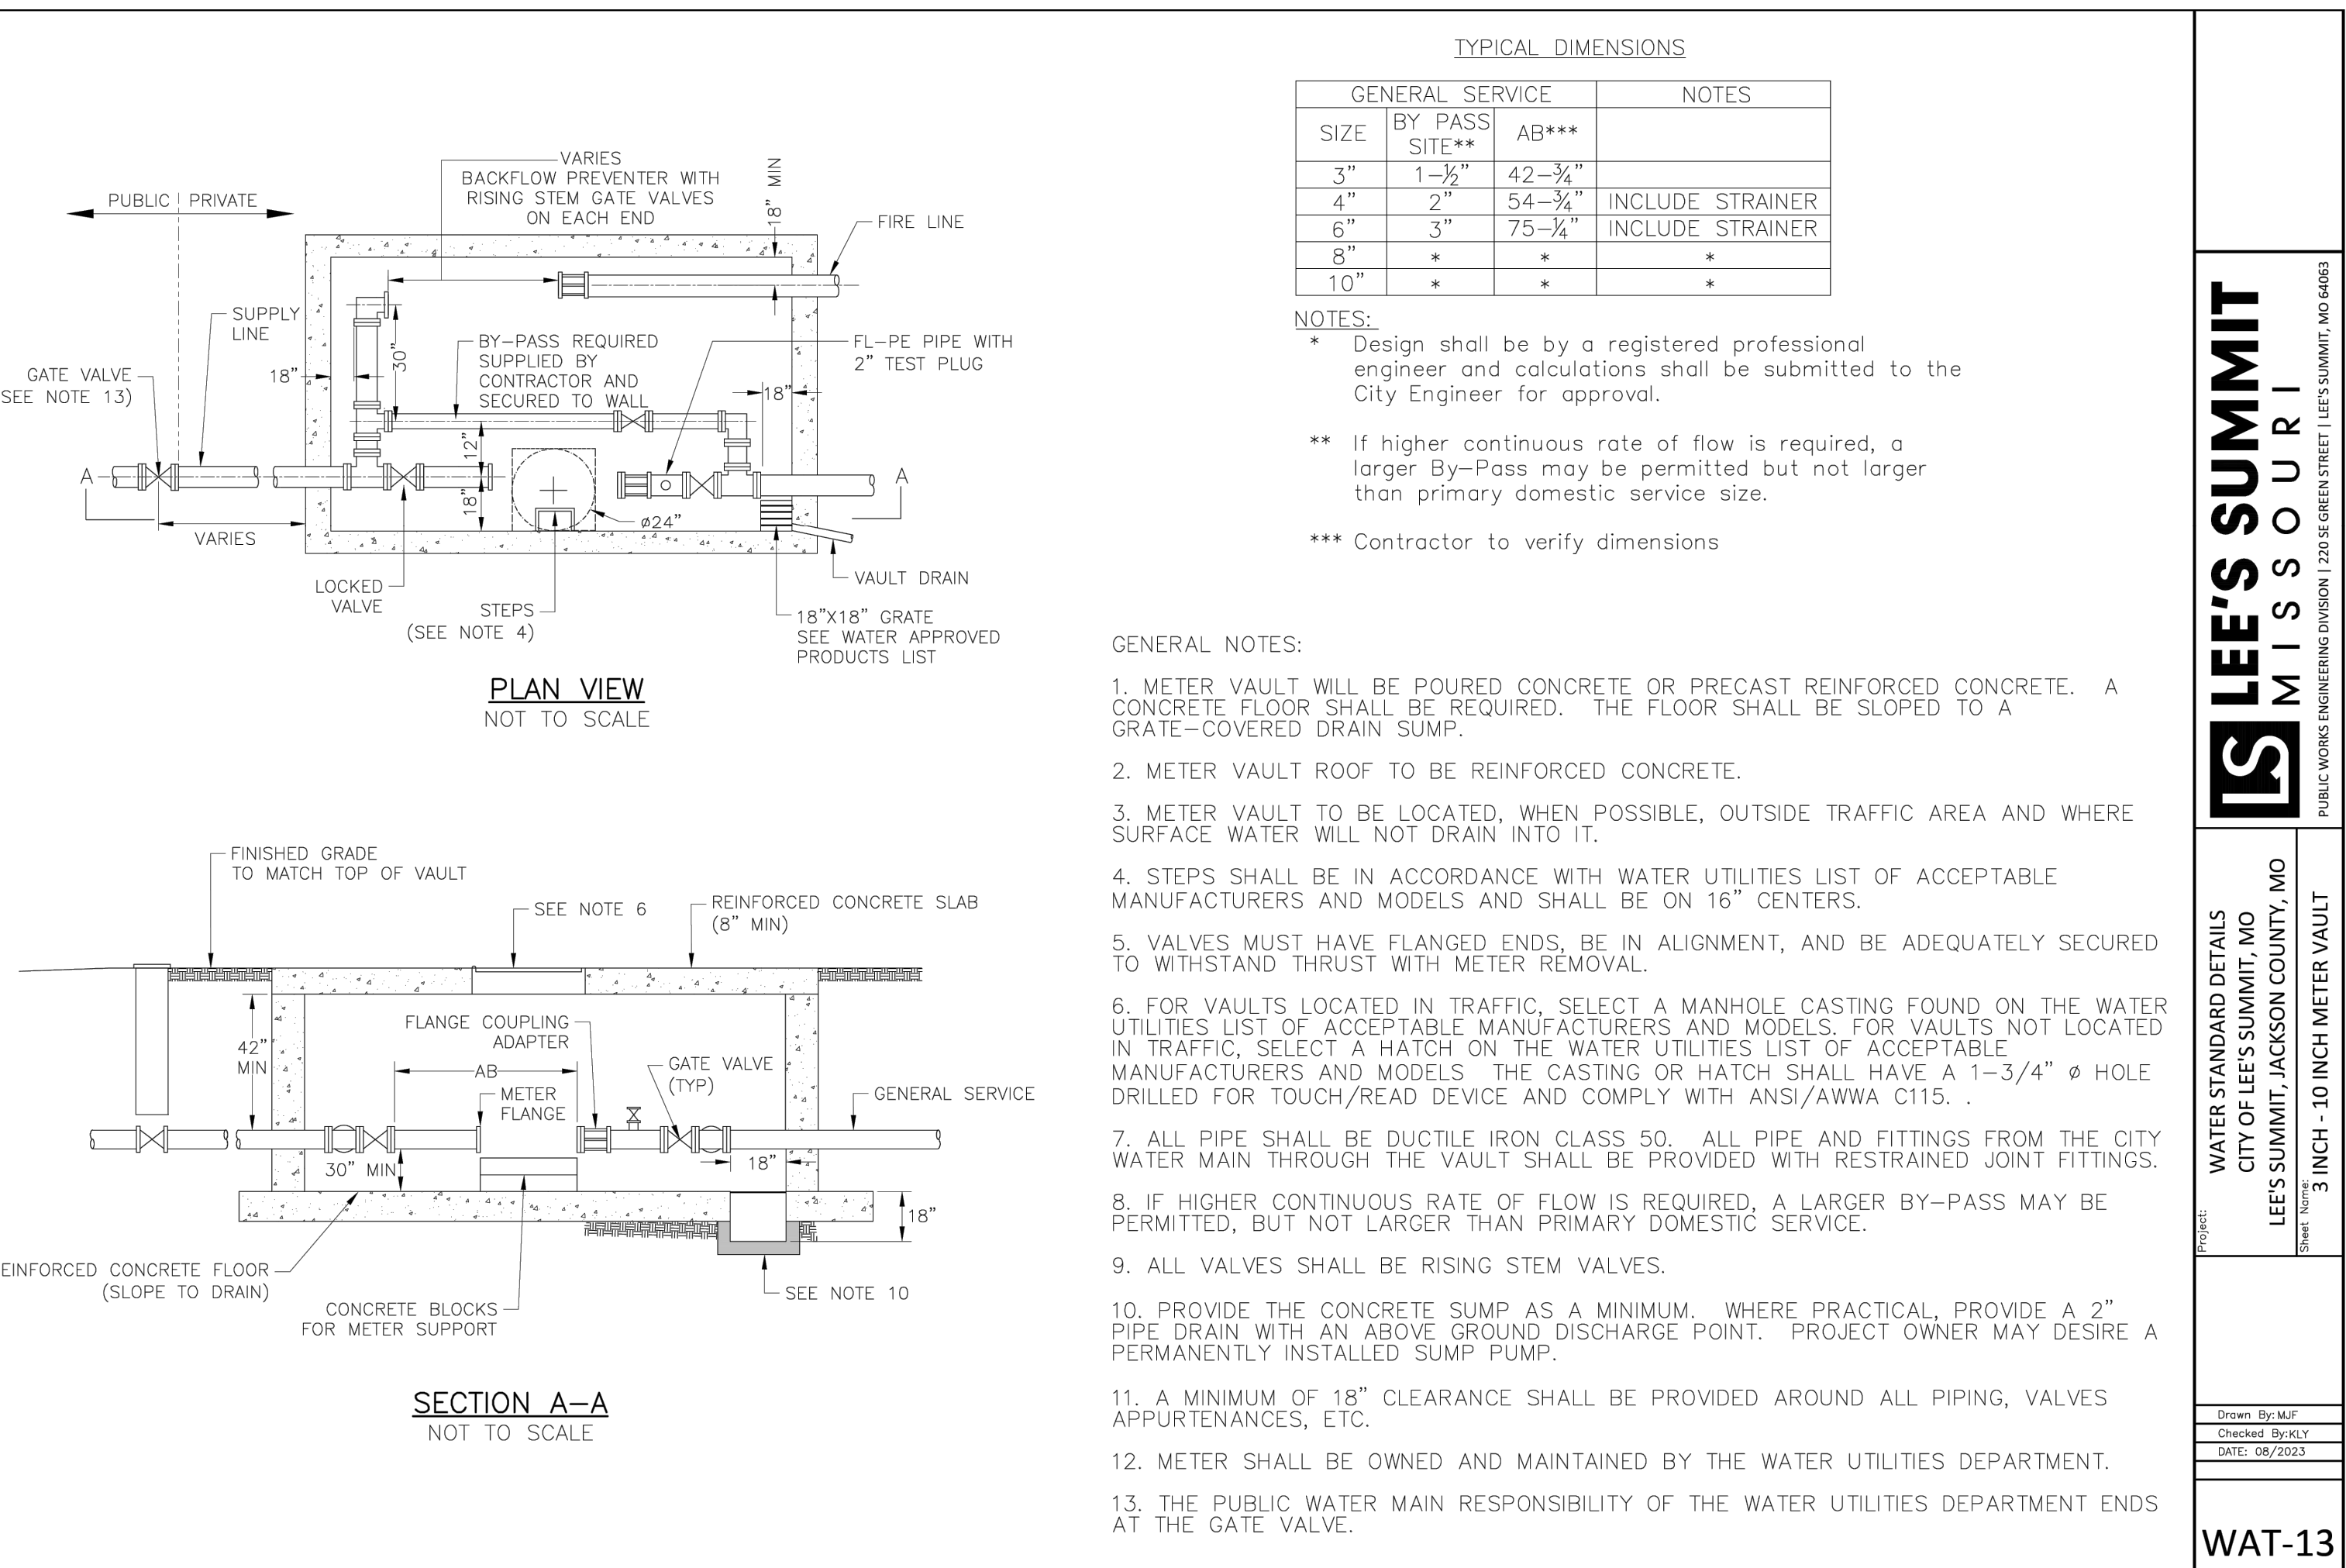 TYPICAL DIMENSIONS
GENERAL SERVICE NOTES
SIZE BY PASS SITE** AB***
3" 1-½" 42-¾"
4" 2" 54-¾" INCLUDE STRAINER
6" 3" 75-¼" INCLUDE STRAINER
8" * * *
10" * * *
NOTES:
* Design shall be by a registered professional
engineer and calculations shall be submitted to the
City Engineer for approval.
** If higher continuous rate of flow is required, a
larger By-Pass may be permitted but not larger
than primary domestic service size.
*** Contractor to verify dimensions
PUBLIC PRIVATE
VARIES
BACKFLOW PREVENTER WITH
RISING STEM GATE VALVES
ON EACH END
18" MIN
FIRE LINE
SUPPLY
LINE
GATE VALVE
(SEE NOTE 13)
18"
30"
BY-PASS REQUIRED
SUPPLIED BY
CONTRACTOR AND
SECURED TO WALL
FL-PE PIPE WITH
2" TEST PLUG
18"
12"
A
A
18"
ø24"
VARIES
LOCKED
VALVE
STEPS
(SEE NOTE 4)
VAULT DRAIN
18"X18" GRATE
SEE WATER APPROVED
PRODUCTS LIST
PLAN VIEW
NOT TO SCALE
FINISHED GRADE
TO MATCH TOP OF VAULT
SEE NOTE 6
REINFORCED CONCRETE SLAB
(8" MIN)
42"
MIN
FLANGE COUPLING
ADAPTER
AB
METER
FLANGE
GATE VALVE
(TYP)
GENERAL SERVICE
30" MIN
18"
18"
EINFORCED CONCRETE FLOOR
(SLOPE TO DRAIN)
CONCRETE BLOCKS
FOR METER SUPPORT
SEE NOTE 10
SECTION A-A
NOT TO SCALE
GENERAL NOTES:
1. METER VAULT WILL BE POURED CONCRETE OR PRECAST REINFORCED CONCRETE. A
CONCRETE FLOOR SHALL BE REQUIRED. THE FLOOR SHALL BE SLOPED TO A
GRATE-COVERED DRAIN SUMP.
2. METER VAULT ROOF TO BE REINFORCED CONCRETE.
3. METER VAULT TO BE LOCATED, WHEN POSSIBLE, OUTSIDE TRAFFIC AREA AND WHERE
SURFACE WATER WILL NOT DRAIN INTO IT.
4. STEPS SHALL BE IN ACCORDANCE WITH WATER UTILITIES LIST OF ACCEPTABLE
MANUFACTURERS AND MODELS AND SHALL BE ON 16" CENTERS.
5. VALVES MUST HAVE FLANGED ENDS, BE IN ALIGNMENT, AND BE ADEQUATELY SECURED
TO WITHSTAND THRUST WITH METER REMOVAL.
6. FOR VAULTS LOCATED IN TRAFFIC, SELECT A MANHOLE CASTING FOUND ON THE WATER
UTILITIES LIST OF ACCEPTABLE MANUFACTURERS AND MODELS. FOR VAULTS NOT LOCATED
IN TRAFFIC, SELECT A HATCH ON THE WATER UTILITIES LIST OF ACCEPTABLE
MANUFACTURERS AND MODELS THE CASTING OR HATCH SHALL HAVE A 1-3/4" ø HOLE
DRILLED FOR TOUCH/READ DEVICE AND COMPLY WITH ANSI/AWWA C115. .
7. ALL PIPE SHALL BE DUCTILE IRON CLASS 50. ALL PIPE AND FITTINGS FROM THE CITY
WATER MAIN THROUGH THE VAULT SHALL BE PROVIDED WITH RESTRAINED JOINT FITTINGS.
8. IF HIGHER CONTINUOUS RATE OF FLOW IS REQUIRED, A LARGER BY-PASS MAY BE
PERMITTED, BUT NOT LARGER THAN PRIMARY DOMESTIC SERVICE.
9. ALL VALVES SHALL BE RISING STEM VALVES.
10. PROVIDE THE CONCRETE SUMP AS A MINIMUM. WHERE PRACTICAL, PROVIDE A 2"
PIPE DRAIN WITH AN ABOVE GROUND DISCHARGE POINT. PROJECT OWNER MAY DESIRE A
PERMANENTLY INSTALLED SUMP PUMP.
11. A MINIMUM OF 18" CLEARANCE SHALL BE PROVIDED AROUND ALL PIPING, VALVES
APPURTENANCES, ETC.
12. METER SHALL BE OWNED AND MAINTAINED BY THE WATER UTILITIES DEPARTMENT.
13. THE PUBLIC WATER MAIN RESPONSIBILITY OF THE WATER UTILITIES DEPARTMENT ENDS
AT THE GATE VALVE.
LS LEE'S SUMMIT
MISSOURI
PUBLIC WORKS ENGINEERING DIVISION | 220 SE GREEN STREET | LEE'S SUMMIT, MO 64063
Project:
WATER STANDARD DETAILS
CITY OF LEE'S SUMMIT, MO
LEE'S SUMMIT, JACKSON COUNTY, MO
Sheet Name:
3 INCH - 10 INCH METER VAULT
Drawn By: MJF
Checked By: KLY
DATE: 08/2023
WAT-13